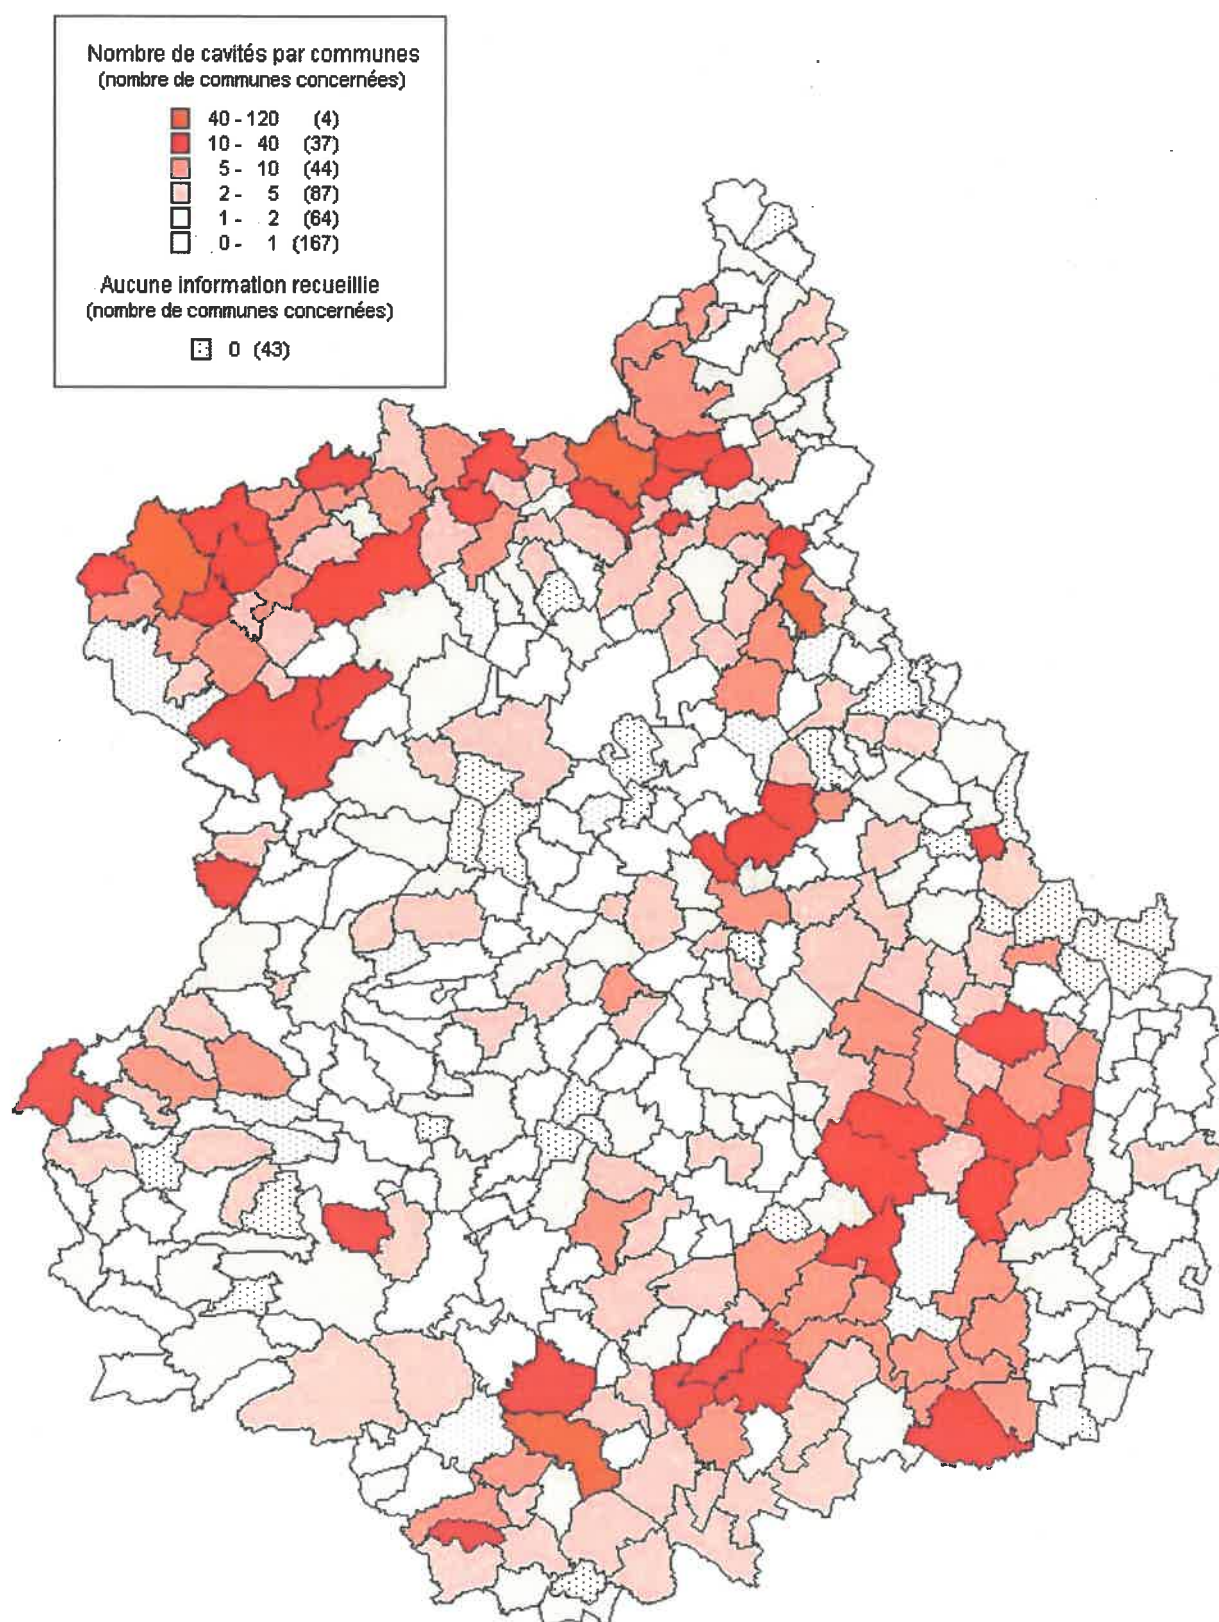 Nombre de cavités par communes
(nombre de communes concernées)
40 - 120 (4)
10 - 40 (37)
5 - 10 (44)
2 - 5 (87)
1 - 2 (64)
0 - 1 (167)
Aucune information recueillie
(nombre de communes concernées)
0 (43)